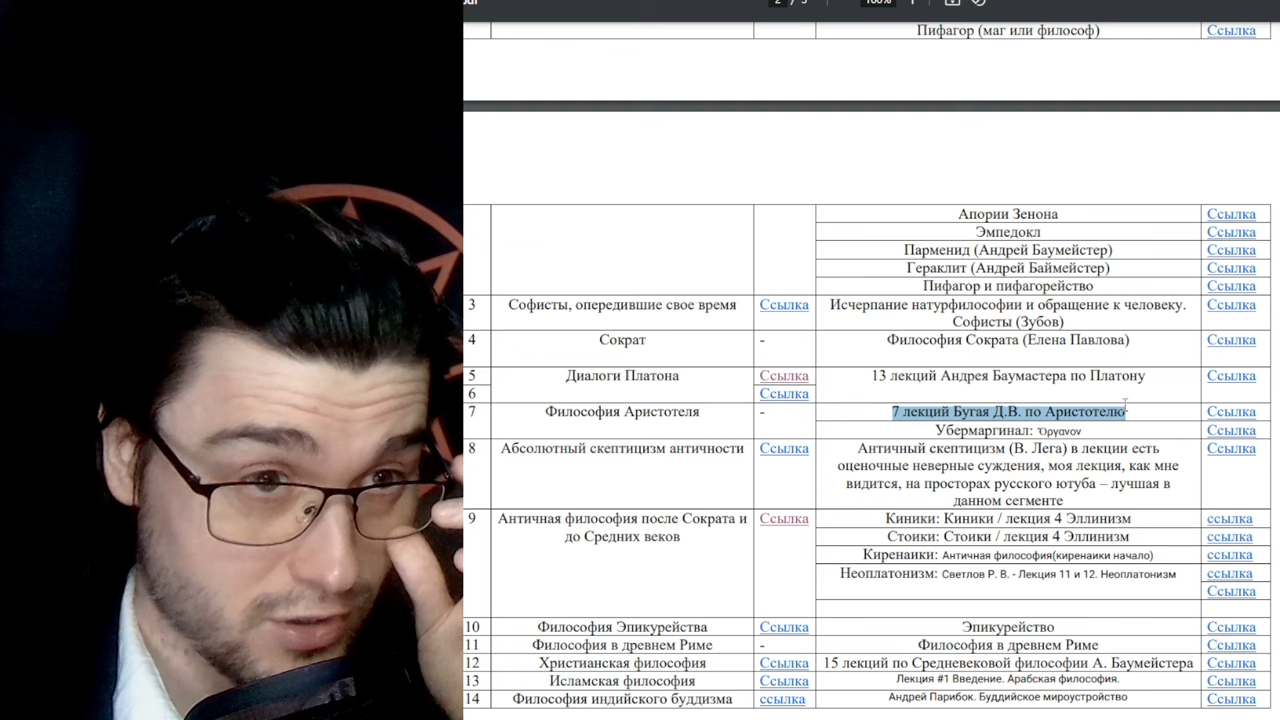 2 / 5
100%
Пифагор (маг или философ) Ссылка
Апории Зенона Ссылка
Эмпедокл Ссылка
Парменид (Андрей Баумейстер) Ссылка
Гераклит (Андрей Баймейстер) Ссылка
Пифагор и пифагорейство Ссылка
3 Софисты, опередившие свое время Ссылка Исчерпание натурфилософии и обращение к человеку. Ссылка
Софисты (Зубов)
4 Сократ - Философия Сократа (Елена Павлова) Ссылка
5 Диалоги Платона Ссылка 13 лекций Андрея Баумастера по Платону Ссылка
6 Ссылка
7 Философия Аристотеля - 7 лекций Бугая Д.В. по Аристотелю Ссылка
Убермаргинал: Ὄργανον Ссылка
8 Абсолютный скептицизм античности Ссылка Античный скептицизм (В. Лега) в лекции есть Ссылка
оценочные неверные суждения, моя лекция, как мне
видится, на просторах русского ютуба – лучшая в
данном сегменте
9 Античная философия после Сократа и Ссылка Киники: Киники / лекция 4 Эллинизм ссылка
до Средних веков Стоики: Стоики / лекция 4 Эллинизм ссылка
Киренаики: Античная философия(киренаики начало) ссылка
Неоплатонизм: Светлов Р. В. - Лекция 11 и 12. Неоплатонизм ссылка
Ссылка
10 Философия Эпикурейства Ссылка Эпикурейство Ссылка
11 Философия в древнем Риме - Философия в древнем Риме Ссылка
12 Христианская философия Ссылка 15 лекций по Средневековой философии А. Баумейстера Ссылка
13 Исламская философия Ссылка Лекция #1 Введение. Арабская философия. Ссылка
14 Философия индийского буддизма ссылка Андрей Парибок. Буддийское мироустройство Ссылка